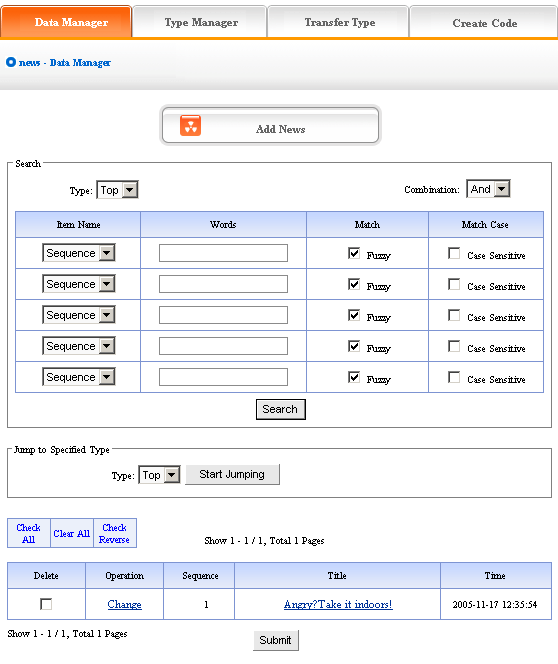 Data Manager Type Manager Transfer Type Create Code
news - Data Manager
Add News
Search
Type: Top Combination: And
Item Name Words Match Match Case
Sequence Fuzzy Case Sensitive
Sequence Fuzzy Case Sensitive
Sequence Fuzzy Case Sensitive
Sequence Fuzzy Case Sensitive
Sequence Fuzzy Case Sensitive
Search
Jump to Specified Type
Type: Top Start Jumping
Check All Clear All Check Reverse
Show 1 - 1 / 1, Total 1 Pages
Delete Operation Sequence Title Time
Change 1 Angry?Take it indoors! 2005-11-17 12:35:54
Show 1 - 1 / 1, Total 1 Pages
Submit